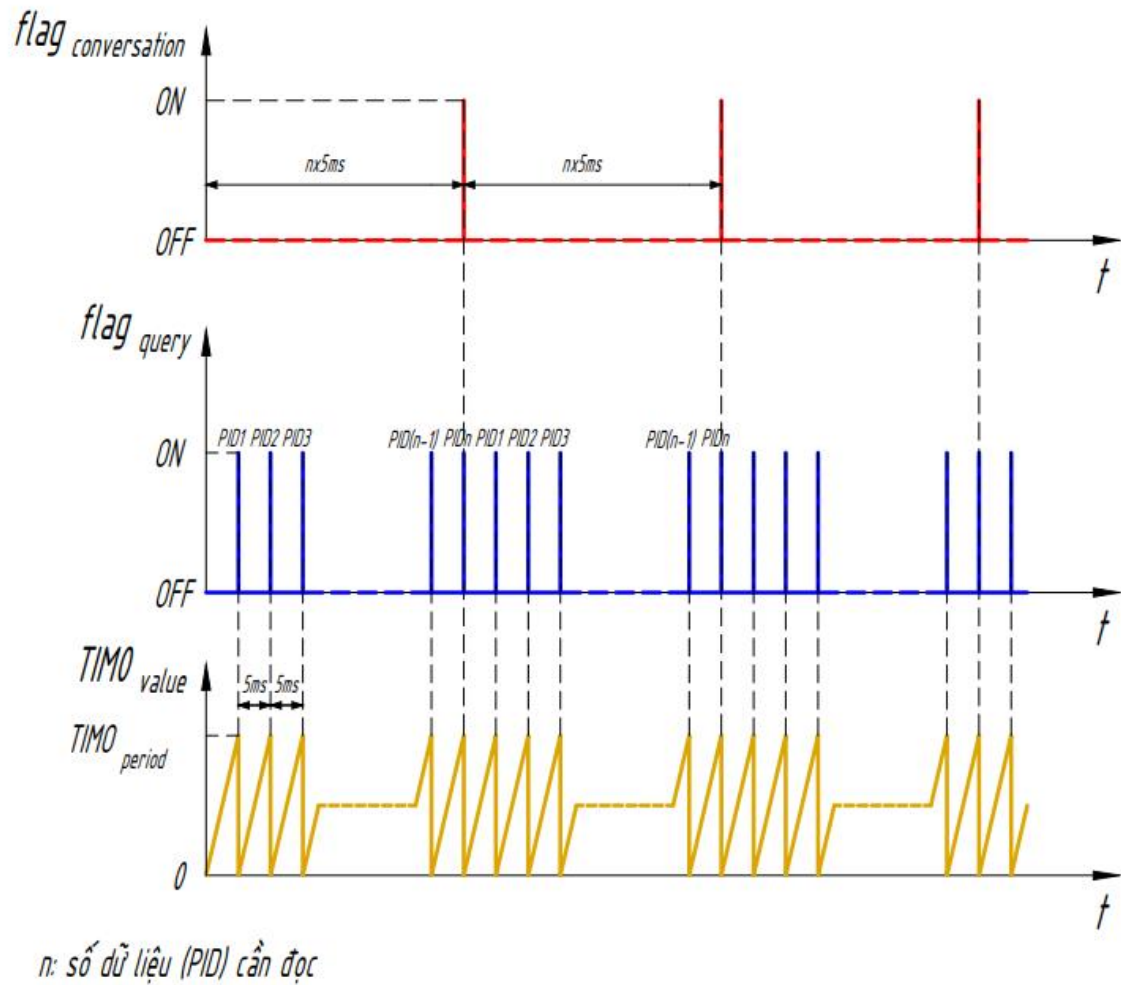 flag conversation
ON
nx5ms nx5ms
OFF
t
flag query
PID1 PID2 PID3 PID(n-1) PIDn PID1 PID2 PID3 PID(n-1) PIDn
ON
OFF
t
TIM0 value
5ms 5ms
TIM0 period
0
t
n: số dữ liệu (PID) cần đọc